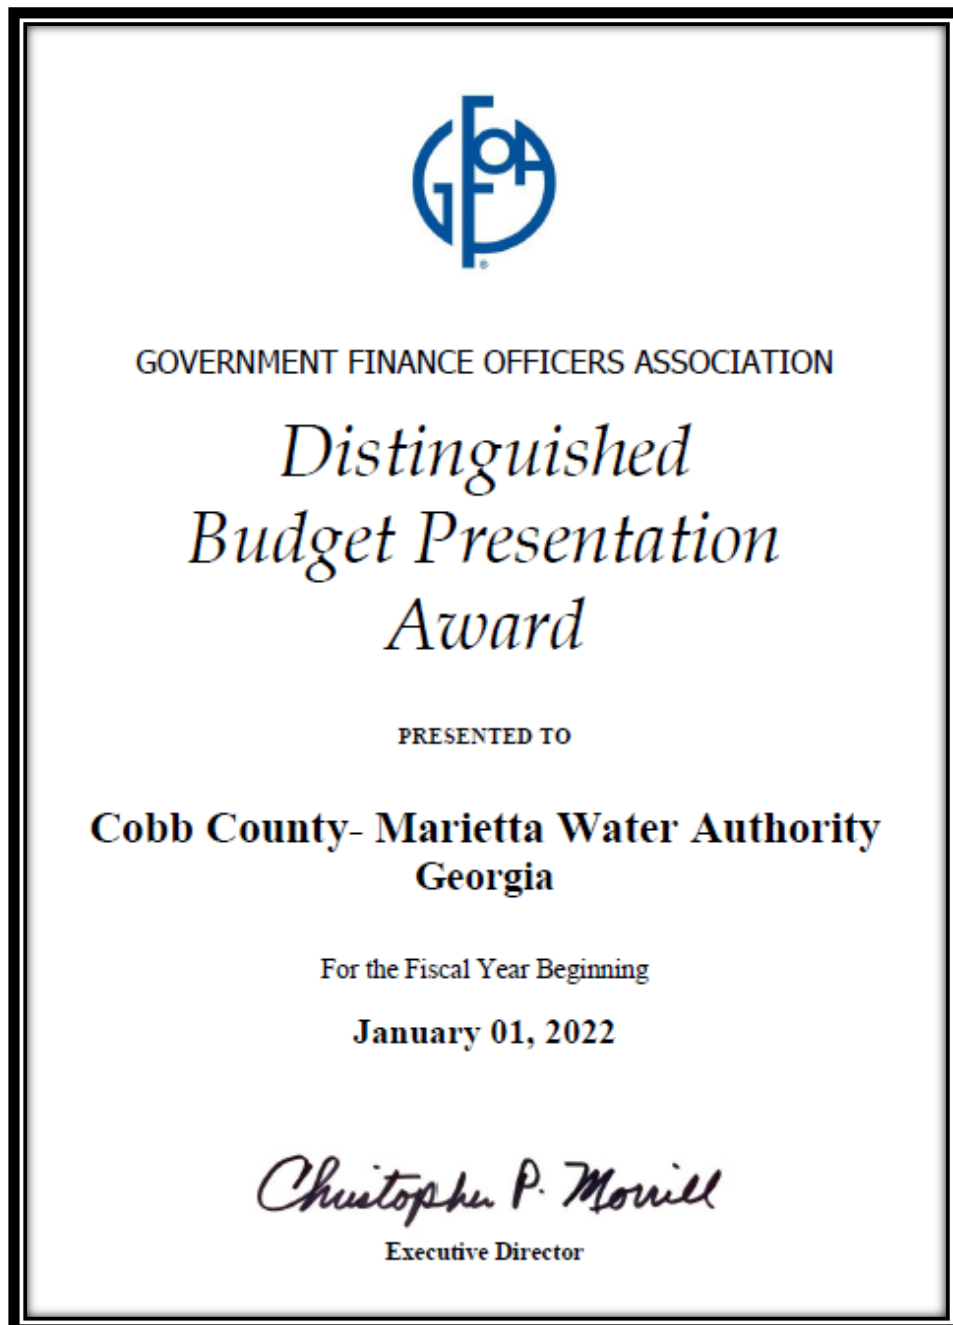 GFOA
®
GOVERNMENT FINANCE OFFICERS ASSOCIATION
Distinguished
Budget Presentation
Award
PRESENTED TO
Cobb County- Marietta Water Authority
Georgia
For the Fiscal Year Beginning
January 01, 2022
Christopher P. Morrill
Executive Director